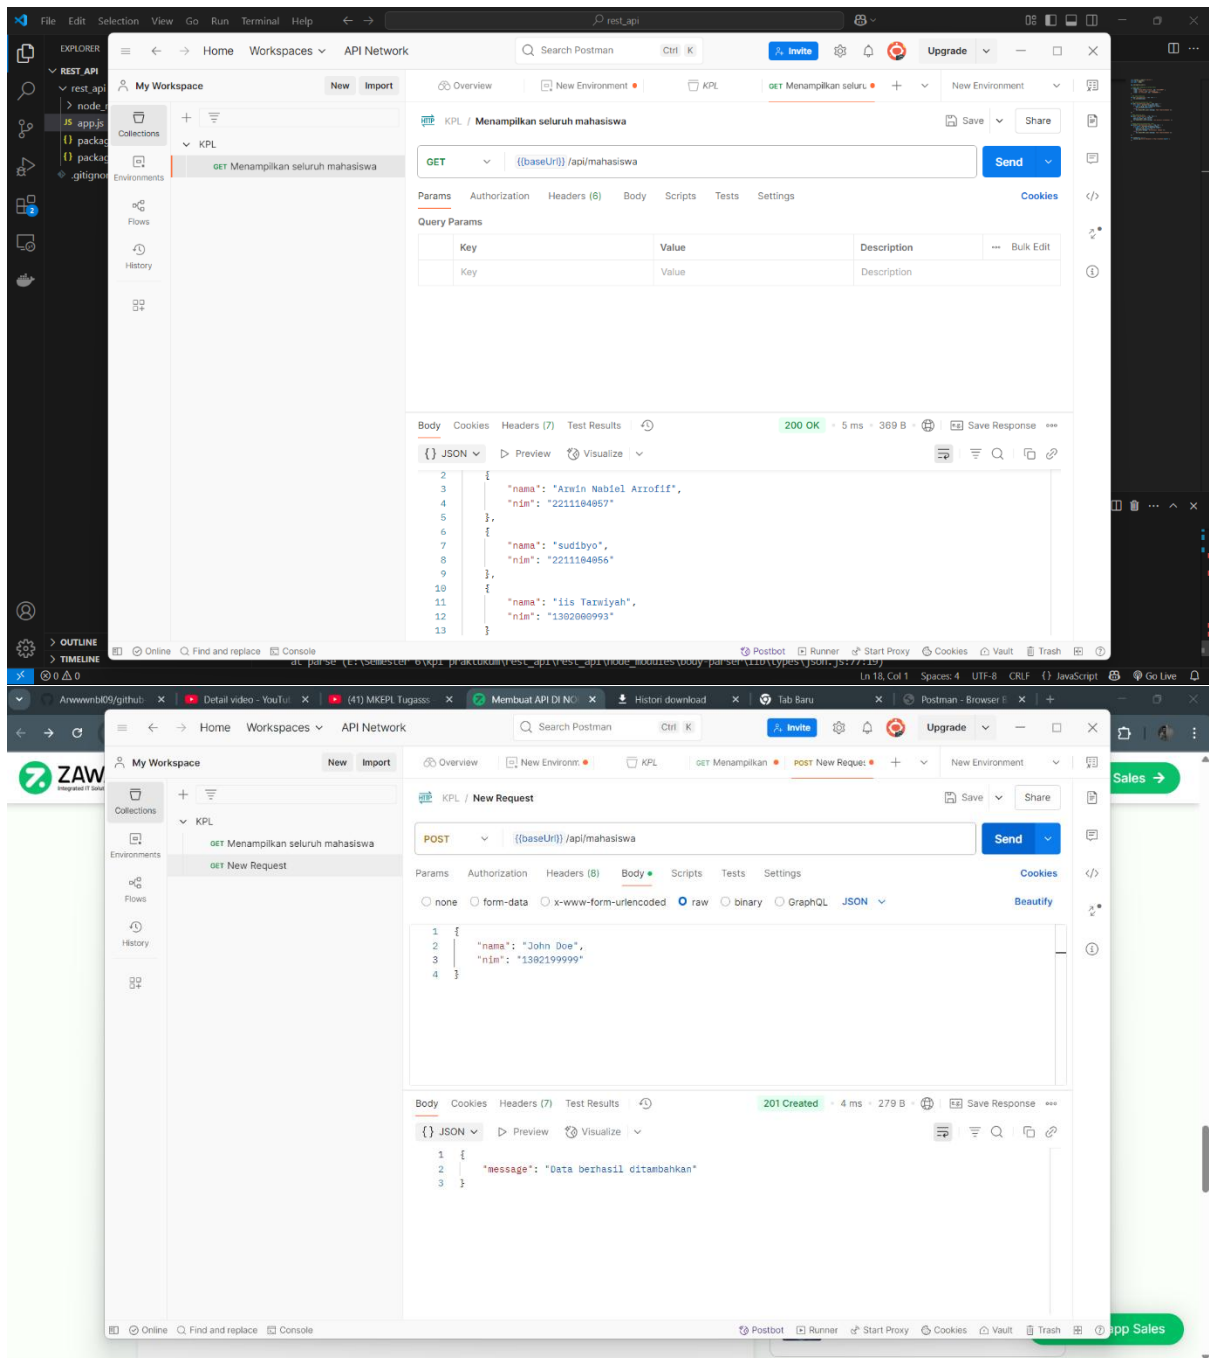 File Edit Selection View Go Run Terminal Help
rest_api
EXPLORER
REST_API
rest_api
app.js
OUTLINE
TIMELINE
Home Workspaces API Network
Search Postman Ctrl K
Invite
Upgrade
My Workspace
New Import
Overview New Environment KPL GET Menampilkan seluru New Environment
Collections
Environments
Flows
History
KPL
GET Menampilkan seluruh mahasiswa
HTTP KPL / Menampilkan seluruh mahasiswa
Save Share
GET {{baseUrl}} /api/mahasiswa
Send
Params Authorization Headers (6) Body Scripts Tests Settings Cookies
Query Params
Key Value Description Bulk Edit
Key Value Description
Body Cookies Headers (7) Test Results 200 OK 5 ms 369 B Save Response
{} JSON Preview Visualize
2 {
3 "nama": "Arwin Nabiel Arrofif",
4 "nim": "2211104057"
5 },
6 {
7 "nama": "sudibyo",
8 "nim": "2211104056"
9 },
10 {
11 "nama": "iis Tarwiyah",
12 "nim": "1302000993"
13 }
Online Find and replace Console Postbot Runner Start Proxy Cookies Vault Trash
0 0 Ln 18, Col 1 Spaces: 4 UTF-8 CRLF {} JavaScript Go Live
Arwwwnbl09/github Detail video - YouTu (41) MKEPL Tugasss Membuat API DI NO Histori download Tab Baru Postman - Browser
ZAW
Sales →
Home Workspaces API Network
Search Postman Ctrl K
Invite
Upgrade
My Workspace
New Import
Overview New Environm KPL GET Menampilkan POST New Reque New Environment
Collections
Environments
Flows
History
KPL
GET Menampilkan seluruh mahasiswa
GET New Request
HTTP KPL / New Request
Save Share
POST {{baseUrl}} /api/mahasiswa
Send
Params Authorization Headers (8) Body Scripts Tests Settings Cookies
none form-data x-www-form-urlencoded raw binary GraphQL JSON Beautify
1 {
2 "nama": "John Doe",
3 "nim": "1302199999"
4 }
Body Cookies Headers (7) Test Results 201 Created 4 ms 279 B Save Response
{} JSON Preview Visualize
1 {
2 "message": "Data berhasil ditambahkan"
3 }
Online Find and replace Console Postbot Runner Start Proxy Cookies Vault Trash
app Sales